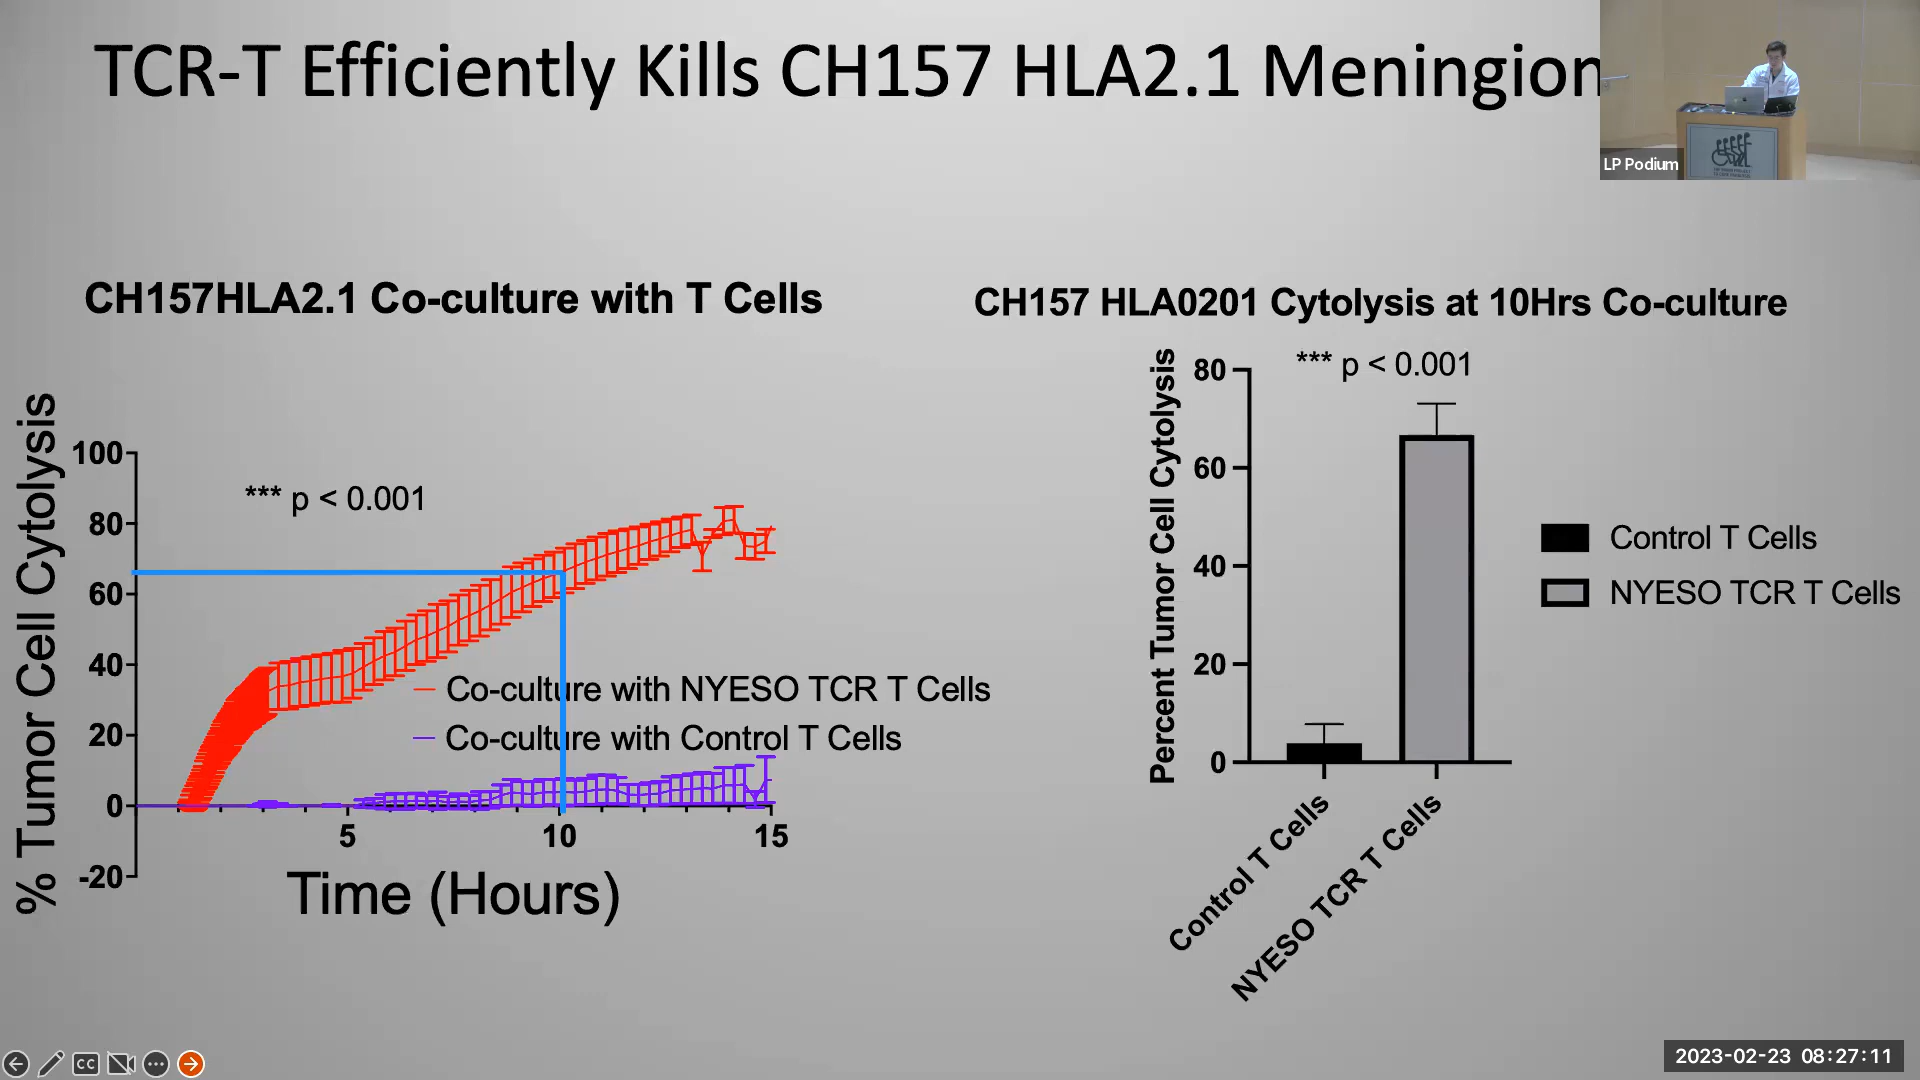 TCR-T Efficiently Kills CH157 HLA2.1 Meningion
LP Podium
CH157HLA2.1 Co-culture with T Cells
% Tumor Cell Cytolysis
100
80
60
40
20
0
-20
*** p < 0.001
Co-culture with NYESO TCR T Cells
Co-culture with Control T Cells
5
10
15
Time (Hours)
CH157 HLA0201 Cytolysis at 10Hrs Co-culture
Percent Tumor Cell Cytolysis
80
60
40
20
0
*** p < 0.001
Control T Cells
NYESO TCR T Cells
Control T Cells
NYESO TCR T Cells
CC
2023-02-23 08:27:11